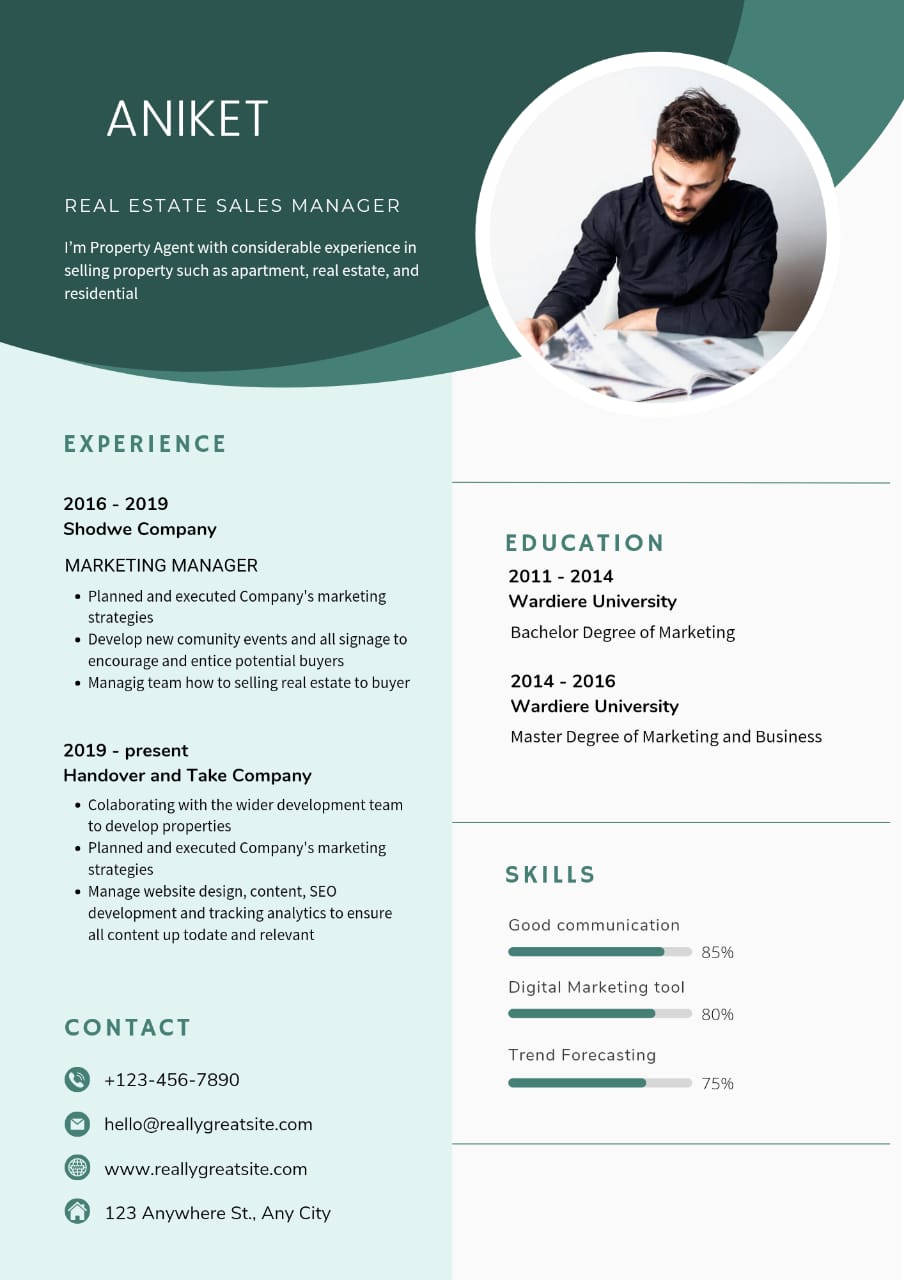 ANIKET
REAL ESTATE SALES MANAGER
I'm Property Agent with considerable experience in
selling property such as apartment, real estate, and
residential
EXPERIENCE
2016 - 2019
Shodwe Company
MARKETING MANAGER
• Planned and executed Company's marketing
strategies
• Develop new comunity events and all signage to
encourage and entice potential buyers
• Managig team how to selling real estate to buyer
2019 - present
Handover and Take Company
• Colaborating with the wider development team
to develop properties
• Planned and executed Company's marketing
strategies
• Manage website design, content, SEO
development and tracking analytics to ensure
all content up todate and relevant
CONTACT
+123-456-7890
hello@reallygreatsite.com
www.reallygreatsite.com
123 Anywhere St., Any City
EDUCATION
2011 - 2014
Wardiere University
Bachelor Degree of Marketing
2014 - 2016
Wardiere University
Master Degree of Marketing and Business
SKILLS
Good communication
85%
Digital Marketing tool
80%
Trend Forecasting
75%